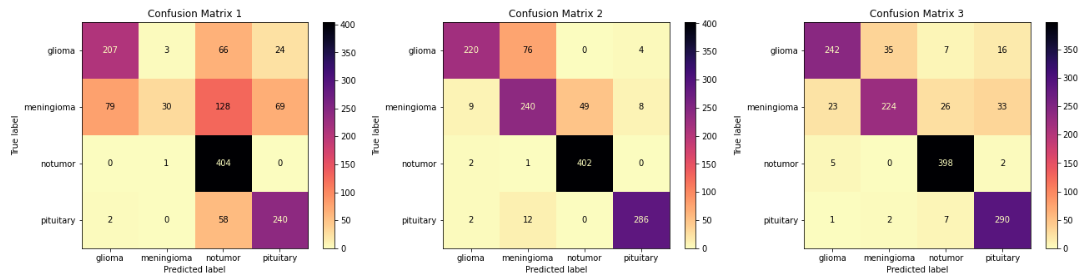 Confusion Matrix 1
True label
glioma 207 3 66 24
meningioma 79 30 128 69
notumor 0 1 404 0
pituitary 2 0 58 240
glioma meningioma notumor pituitary
Predicted label
400
350
300
250
200
150
100
50
0
Confusion Matrix 2
True label
glioma 220 76 0 4
meningioma 9 240 49 8
notumor 2 1 402 0
pituitary 2 12 0 286
glioma meningioma notumor pituitary
Predicted label
400
350
300
250
200
150
100
50
0
Confusion Matrix 3
True label
glioma 242 35 7 16
meningioma 23 224 26 33
notumor 5 0 398 2
pituitary 1 2 7 290
glioma meningioma notumor pituitary
Predicted label
350
300
250
200
150
100
50
0